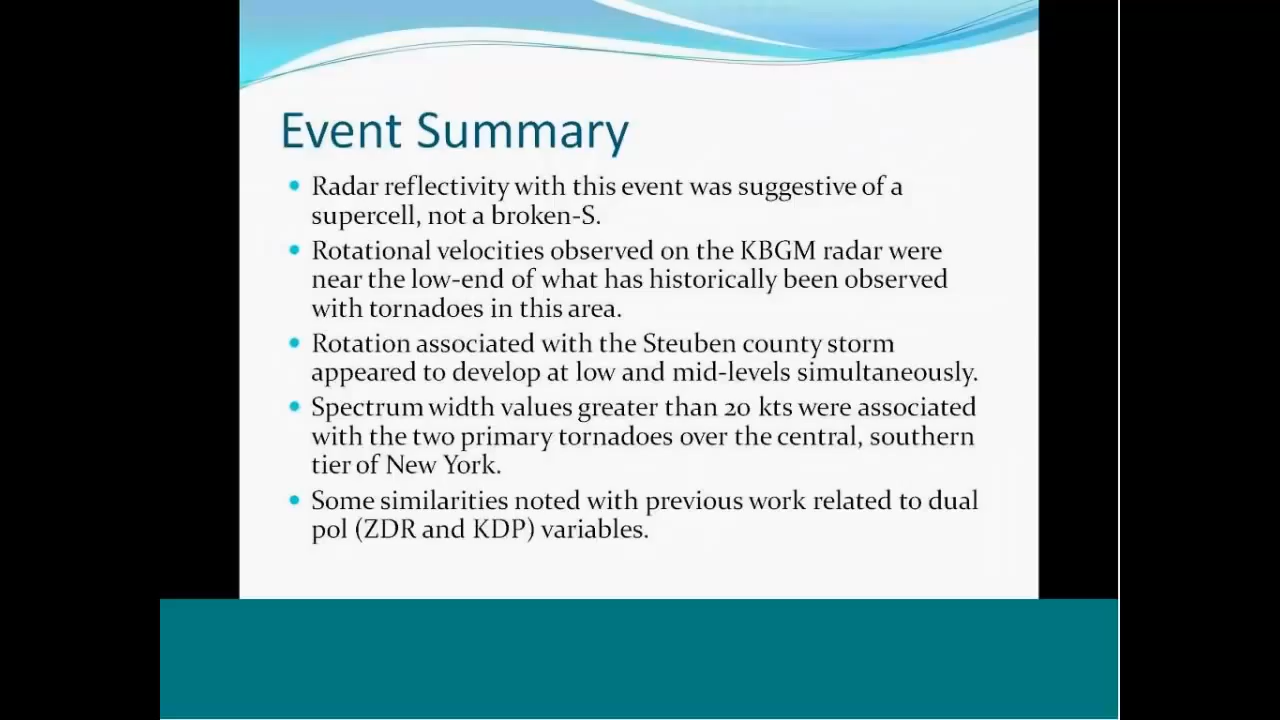 Event Summary
Radar reflectivity with this event was suggestive of a
supercell, not a broken-S.
Rotational velocities observed on the KBGM radar were
near the low-end of what has historically been observed
with tornadoes in this area.
Rotation associated with the Steuben county storm
appeared to develop at low and mid-levels simultaneously.
Spectrum width values greater than 20 kts were associated
with the two primary tornadoes over the central, southern
tier of New York.
Some similarities noted with previous work related to dual
pol (ZDR and KDP) variables.